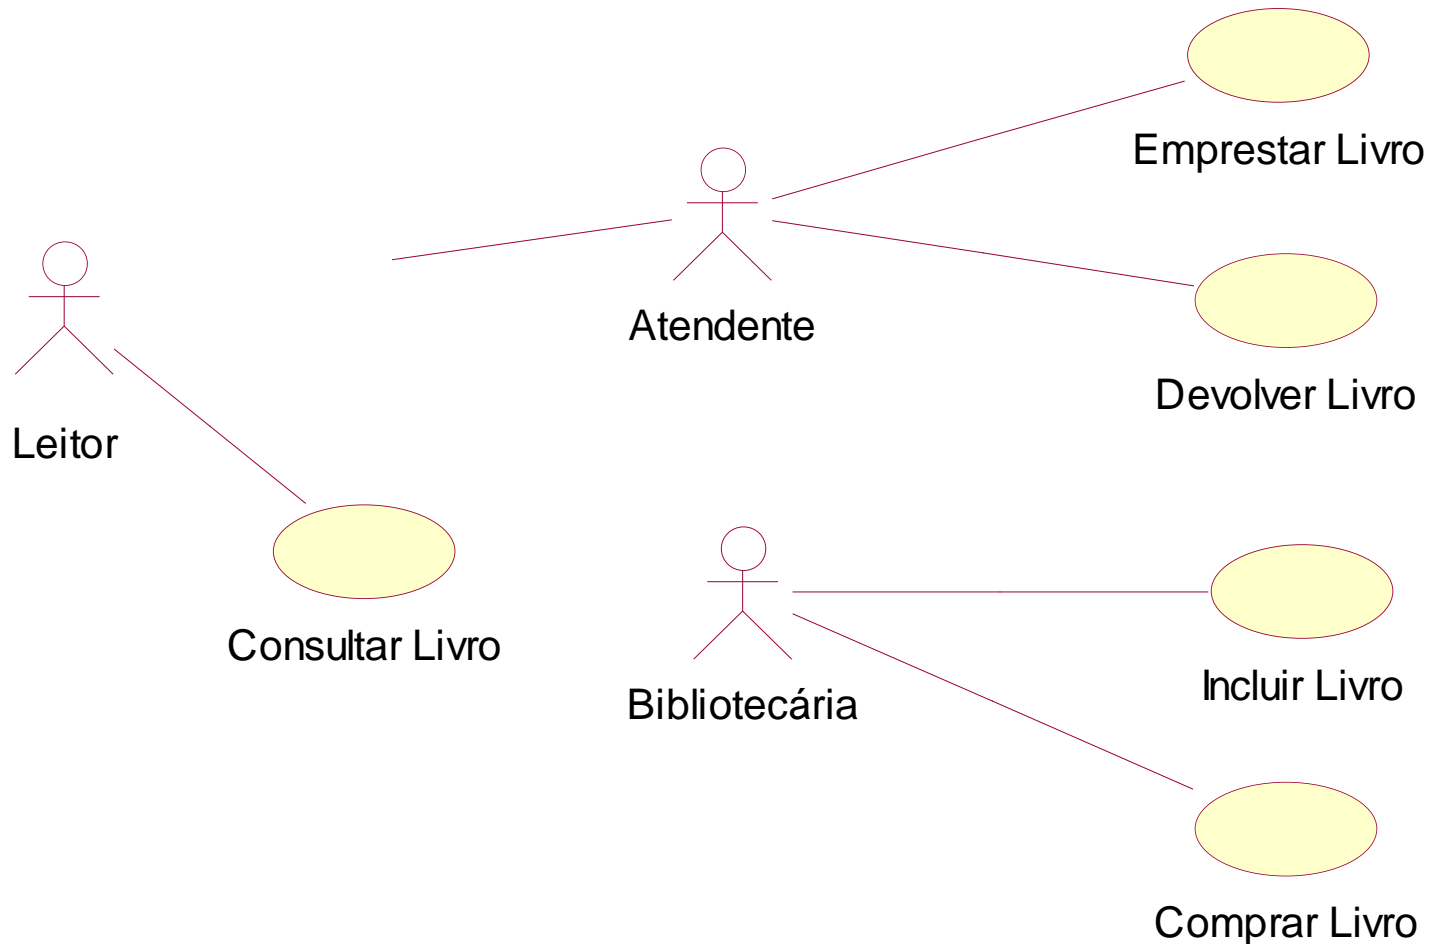 Emprestar Livro
Atendente
Devolver Livro
Leitor
Consultar Livro
Bibliotecária
Incluir Livro
Comprar Livro